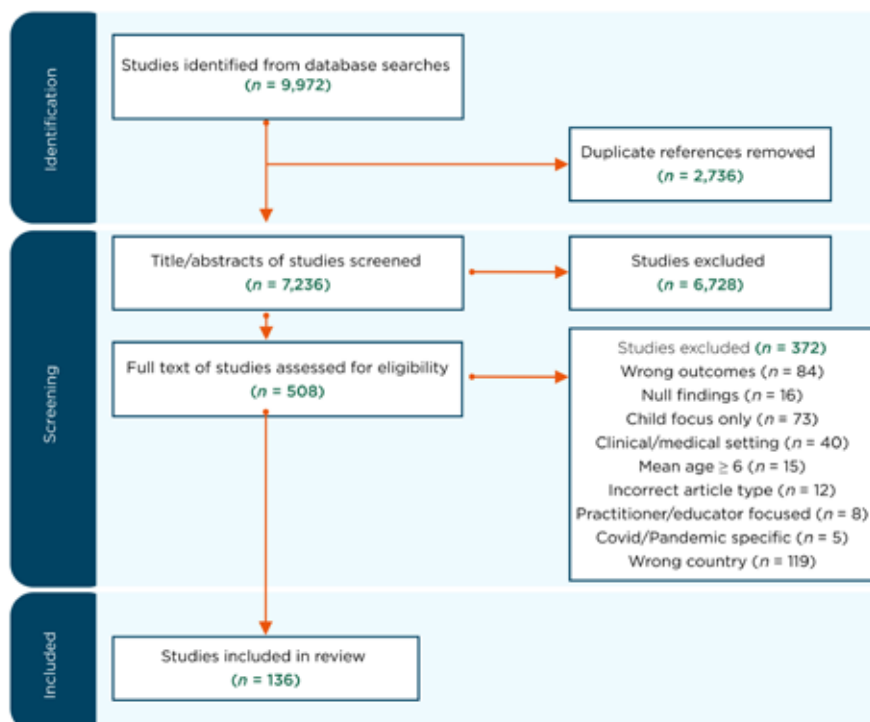 Identification
Studies identified from database searches
(n = 9,972)
Duplicate references removed
(n = 2,736)
Screening
Title/abstracts of studies screened
(n = 7,236)
Studies excluded
(n = 6,728)
Full text of studies assessed for eligibility
(n = 508)
Studies excluded (n = 372)
Wrong outcomes (n = 84)
Null findings (n = 16)
Child focus only (n = 73)
Clinical/medical setting (n = 40)
Mean age ≥ 6 (n = 15)
Incorrect article type (n = 12)
Practitioner/educator focused (n = 8)
Covid/Pandemic specific (n = 5)
Wrong country (n = 119)
Included
Studies included in review
(n = 136)